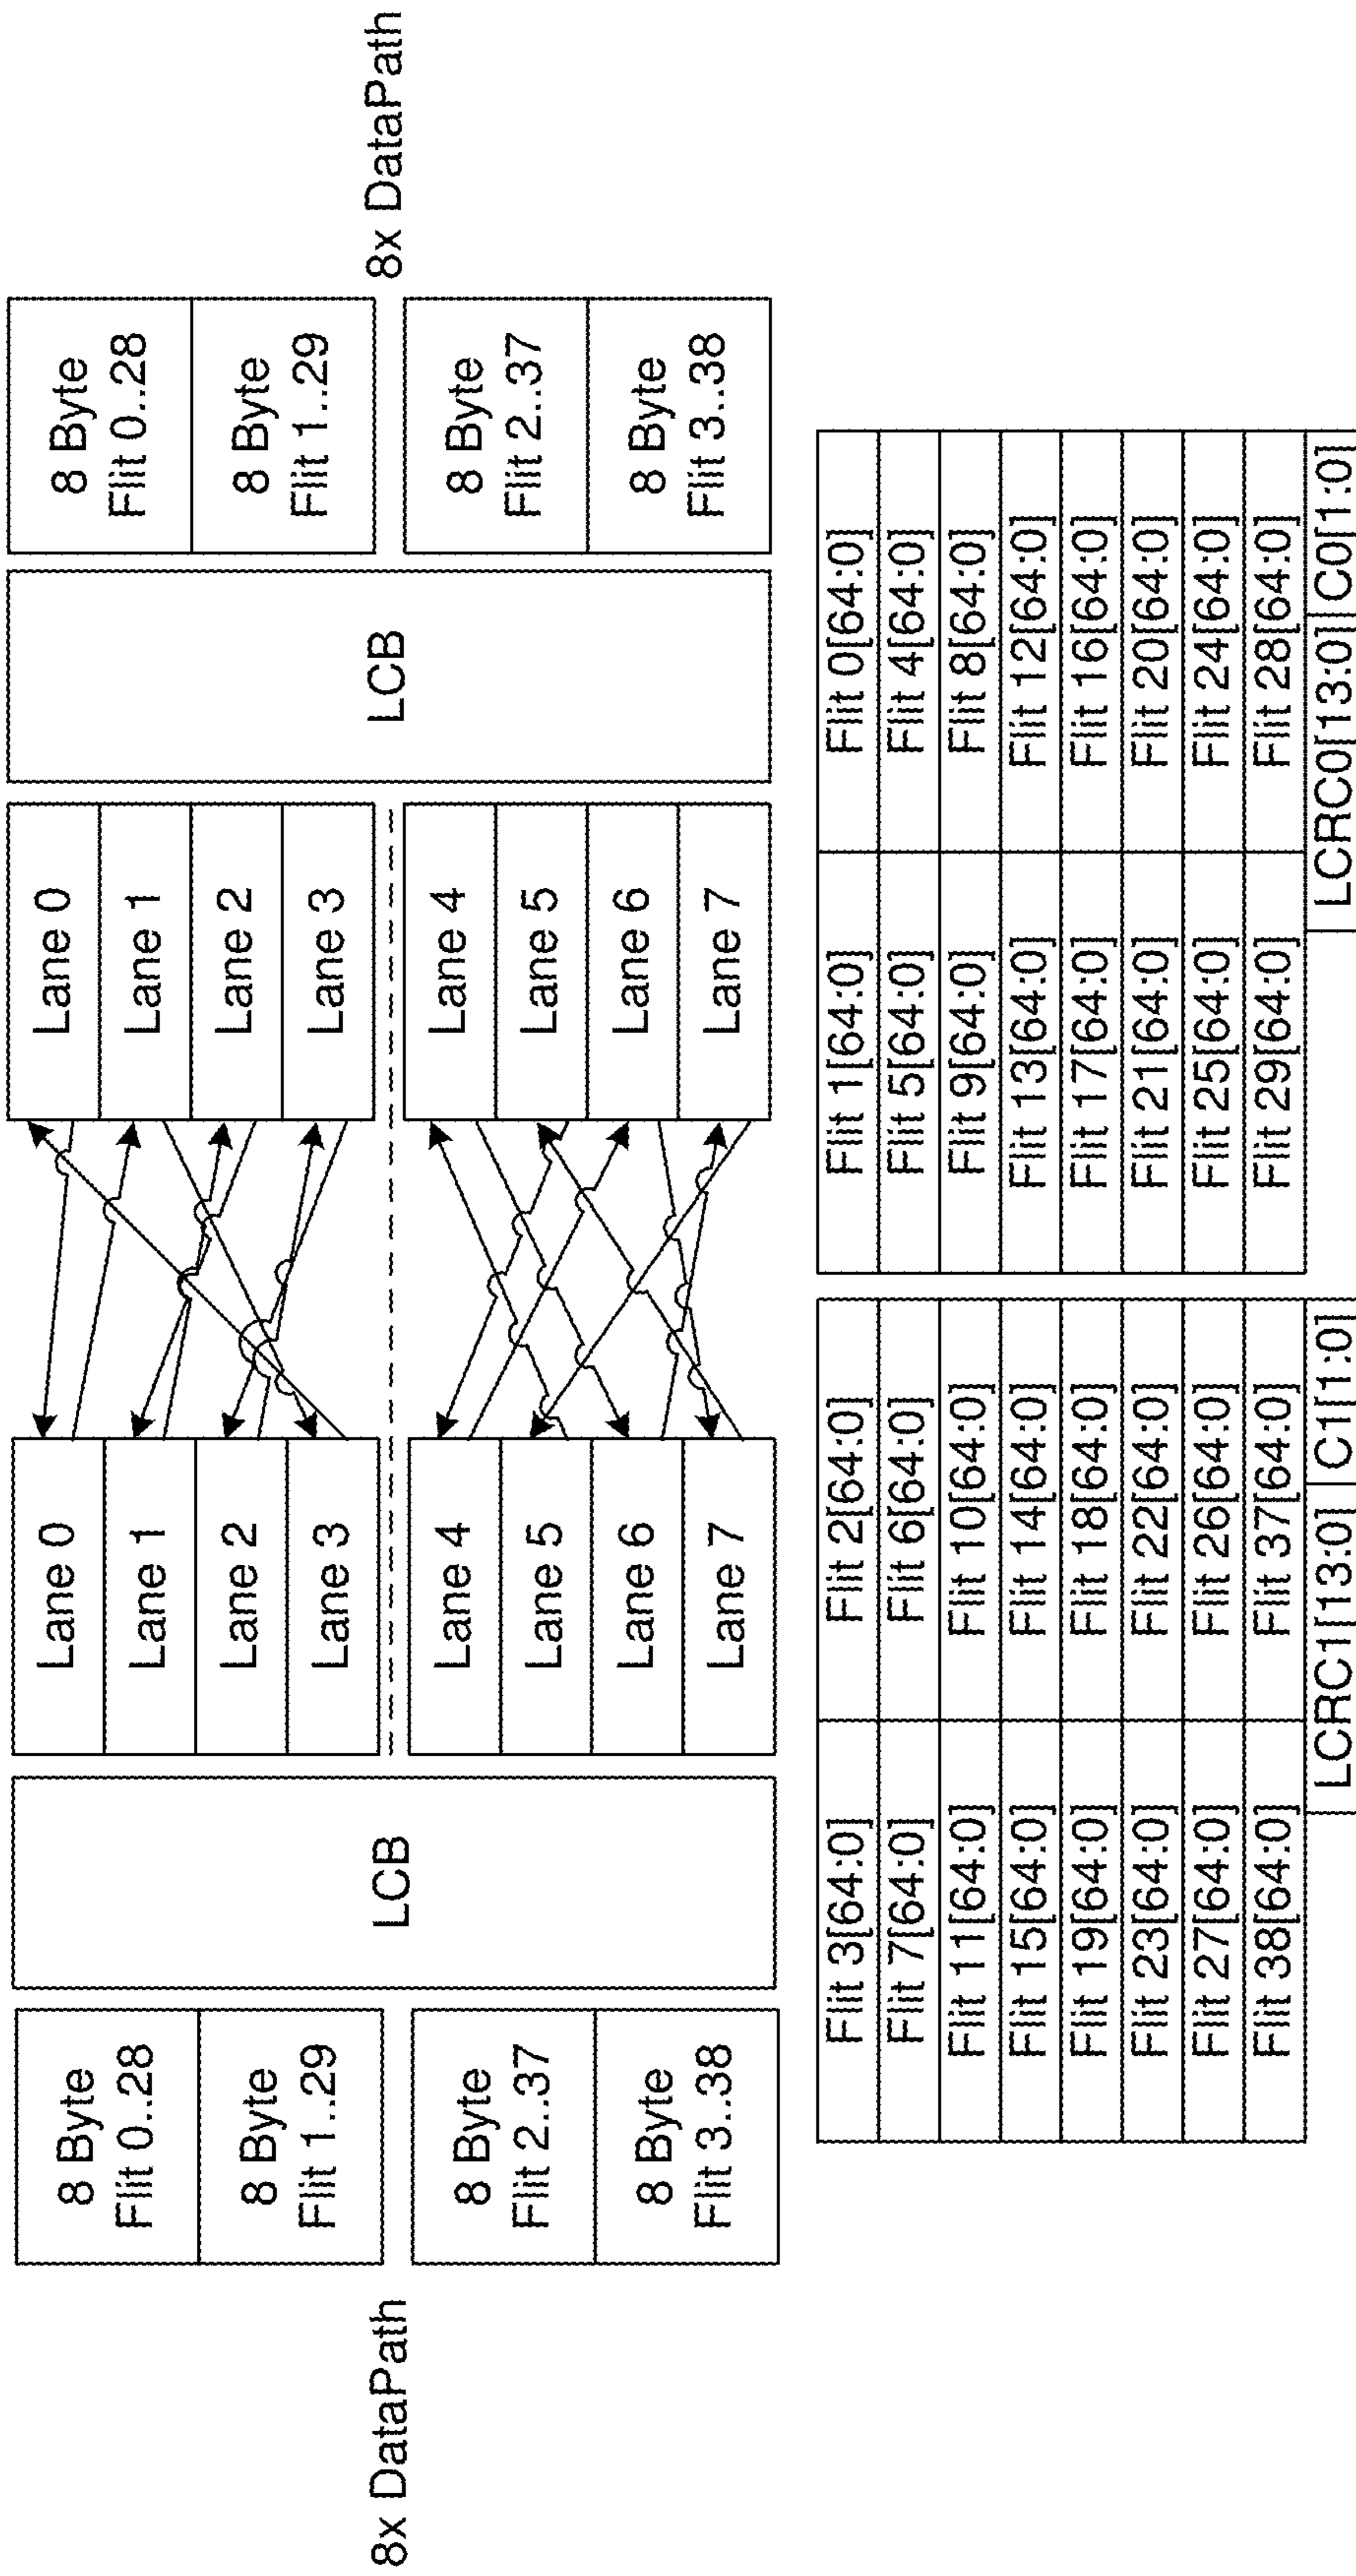 8x DataPath
8 Byte
Flit 0..28
8 Byte
Flit 1..29
8 Byte
Flit 2..37
8 Byte
Flit 3..38
LCB
Lane 0
Lane 1
Lane 2
Lane 3
Lane 4
Lane 5
Lane 6
Lane 7
Lane 0
Lane 1
Lane 2
Lane 3
Lane 4
Lane 5
Lane 6
Lane 7
LCB
8 Byte
Flit 0..28
8 Byte
Flit 1..29
8 Byte
Flit 2..37
8 Byte
Flit 3..38
8x DataPath
Flit 3[64:0] Flit 2[64:0]
Flit 7[64:0] Flit 6[64:0]
Flit 11[64:0] Flit 10[64:0]
Flit 15[64:0] Flit 14[64:0]
Flit 19[64:0] Flit 18[64:0]
Flit 23[64:0] Flit 22[64:0]
Flit 27[64:0] Flit 26[64:0]
Flit 38[64:0] Flit 37[64:0]
LCRC1[13:0] C1[1:0]
Flit 1[64:0] Flit 0[64:0]
Flit 5[64:0] Flit 4[64:0]
Flit 9[64:0] Flit 8[64:0]
Flit 13[64:0] Flit 12[64:0]
Flit 17[64:0] Flit 16[64:0]
Flit 21[64:0] Flit 20[64:0]
Flit 25[64:0] Flit 24[64:0]
Flit 29[64:0] Flit 28[64:0]
LCRC0[13:0] C0[1:0]